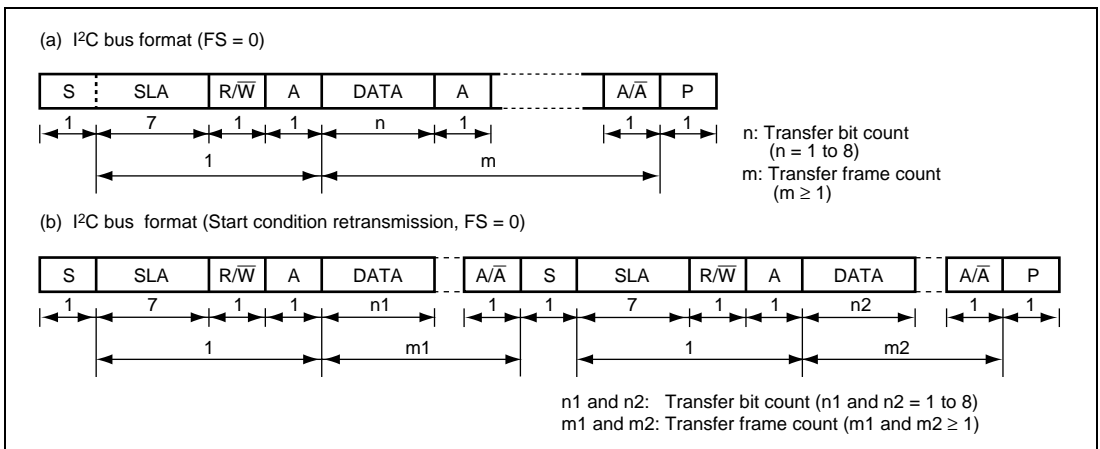 (a) I²C bus format (FS = 0)
S SLA R/W̅ A DATA A A/A̅ P
1 7 1 1 n 1 1 1
1 m
n: Transfer bit count
(n = 1 to 8)
m: Transfer frame count
(m ≥ 1)
(b) I²C bus format (Start condition retransmission, FS = 0)
S SLA R/W̅ A DATA A/A̅ S SLA R/W̅ A DATA A/A̅ P
1 7 1 1 n1 1 1 7 1 1 n2 1 1
1 m1 1 m2
n1 and n2: Transfer bit count (n1 and n2 = 1 to 8)
m1 and m2: Transfer frame count (m1 and m2 ≥ 1)